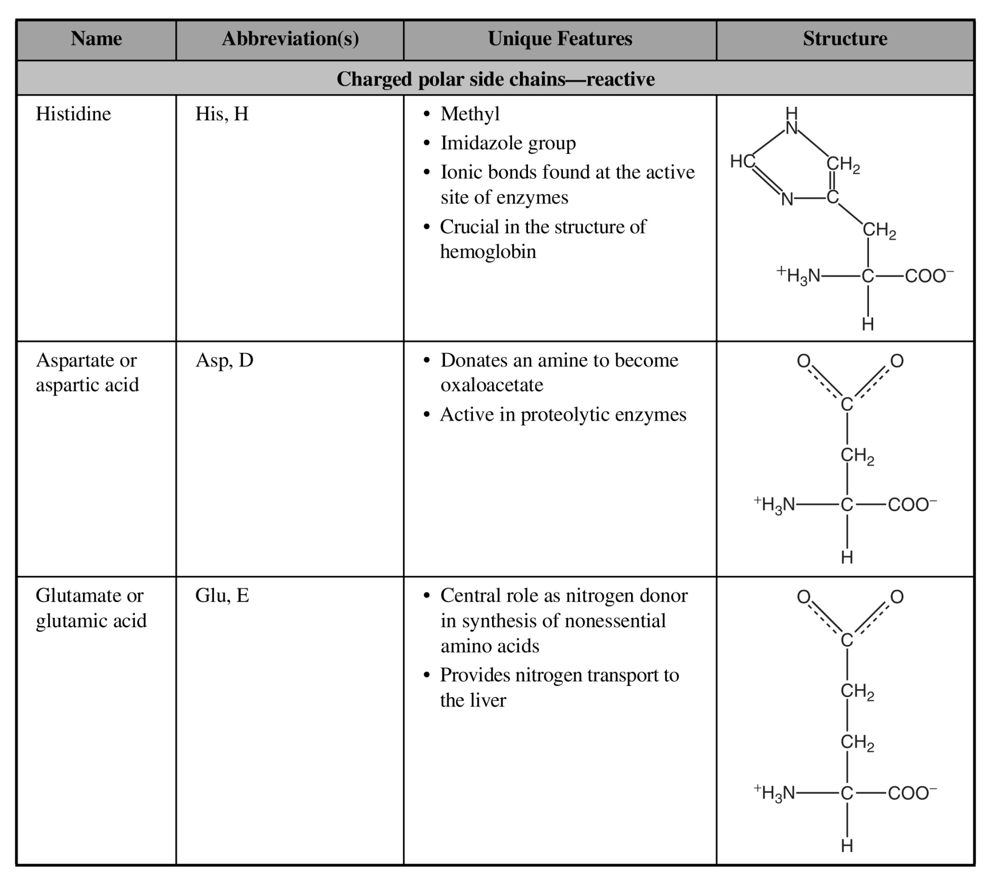 Name Abbreviation(s) Unique Features Structure
Charged polar side chains—reactive
Histidine
His, H
• Methyl
• Imidazole group
• Ionic bonds found at the active
site of enzymes
• Crucial in the structure of
hemoglobin
H
N
HC
CH₂
N
C
CH₂
⁺H₃N C COO⁻
H
Aspartate or
aspartic acid
Asp, D
• Donates an amine to become
oxaloacetate
• Active in proteolytic enzymes
O O
C
CH₂
⁺H₃N C COO⁻
H
Glutamate or
glutamic acid
Glu, E
• Central role as nitrogen donor
in synthesis of nonessential
amino acids
• Provides nitrogen transport to
the liver
O O
C
CH₂
CH₂
⁺H₃N C COO⁻
H